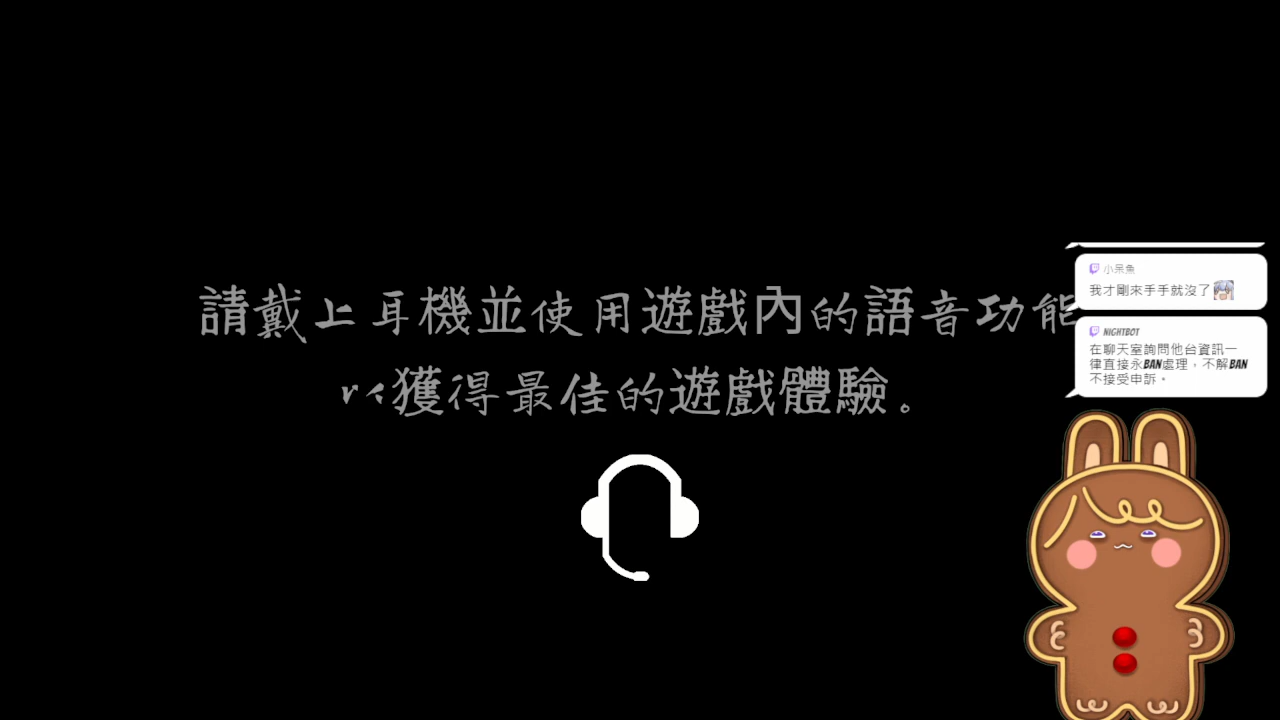 請戴上耳機並使用遊戲內的語音功能
獲得最佳的遊戲體驗。
小呆魚
我才剛來手手就沒了
NIGHTBOT
在聊天室詢問他台資訊一
律直接永BAN處理，不解BAN
不接受申訴。